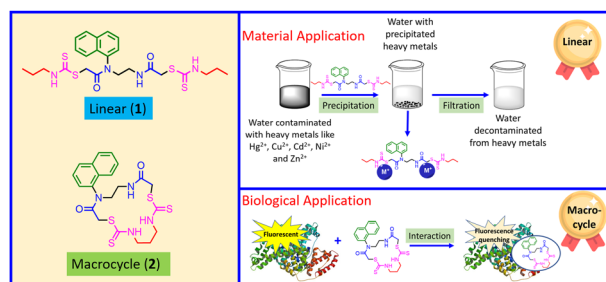 Linear (1)
Macrocycle (2)
Material Application
Water with
precipitated
heavy metals
Linear
Precipitation
Filtration
Water contaminated
with heavy metals like
Hg²⁺, Cu²⁺, Cd²⁺, Ni²⁺
and Zn²⁺
Water
decontaminated
from heavy metals
M⁺
M⁺
Biological Application
Macro-
cycle
Fluorescent
+
Interaction
Fluorescence
quenching